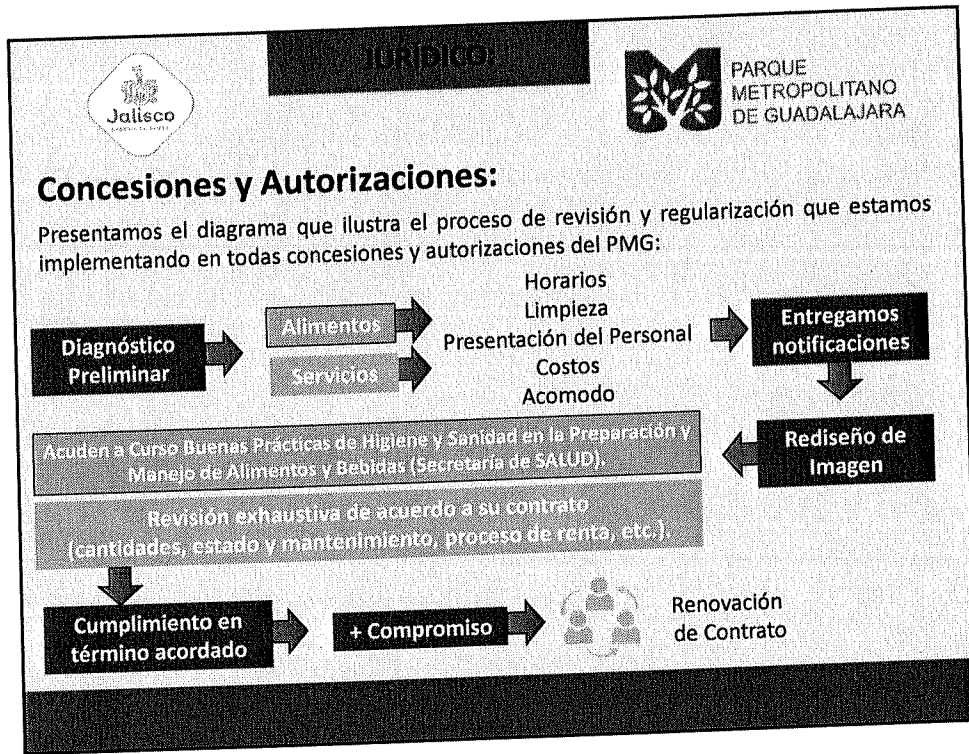 JURÍDICO:
Jalisco
PARQUE
METROPOLITANO
DE GUADALAJARA
Concesiones y Autorizaciones:
Presentamos el diagrama que ilustra el proceso de revisión y regularización que estamos
implementando en todas concesiones y autorizaciones del PMG:
Diagnóstico
Preliminar
Alimentos
Servicios
Horarios
Limpieza
Presentación del Personal
Costos
Acomodo
Entregamos
notificaciones
Rediseño de
Imagen
Acuden a Curso Buenas Prácticas de Higiene y Sanidad en la Preparación y
Manejo de Alimentos y Bebidas (Secretaría de SALUD).
Revisión exhaustiva de acuerdo a su contrato
(cantidades, estado y mantenimiento, proceso de renta, etc.).
Cumplimiento en
término acordado
+ Compromiso
Renovación
de Contrato